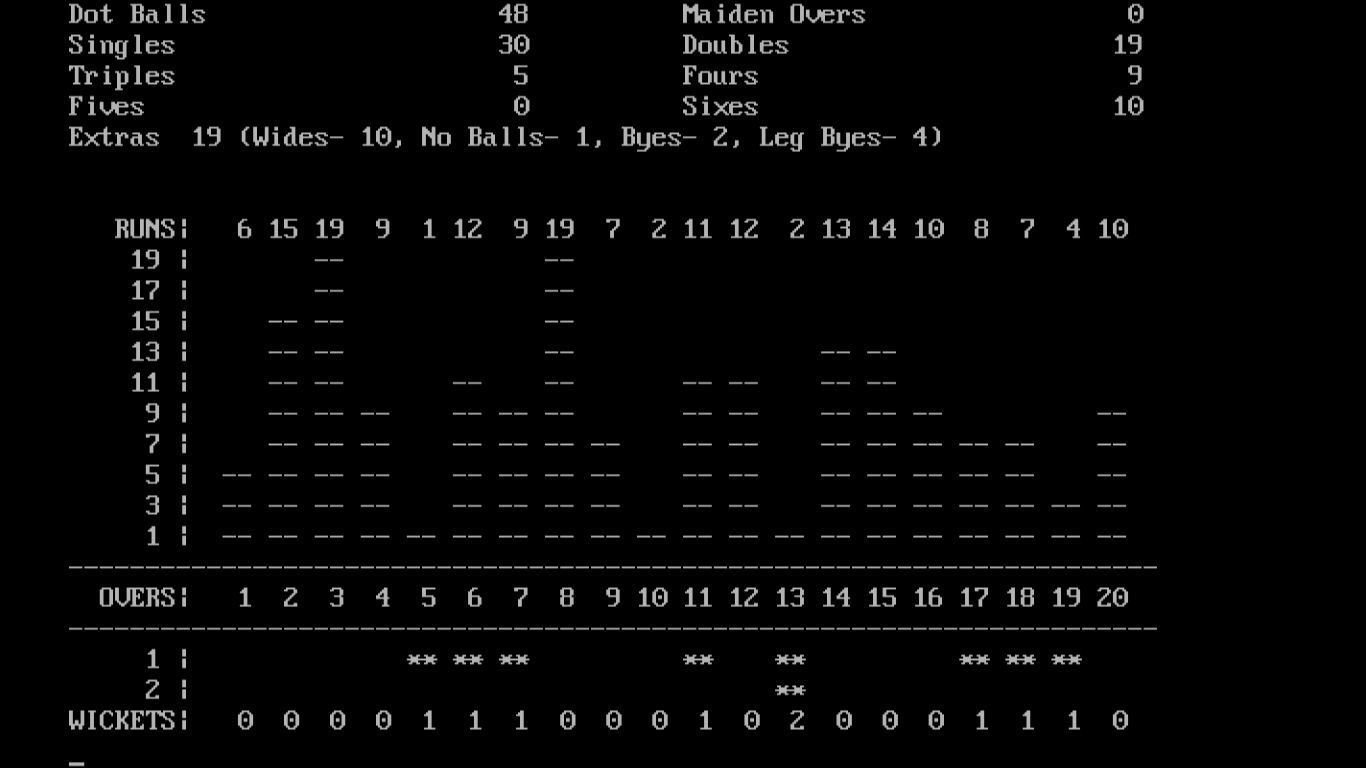 Dot Balls 48 Maiden Overs 0
Singles 30 Doubles 19
Triples 5 Fours 9
Fives 0 Sixes 10
Extras 19 (Wides- 10, No Balls- 1, Byes- 2, Leg Byes- 4)
RUNS¦ 6 15 19 9 1 12 9 19 7 2 11 12 2 13 14 10 8 7 4 10
19 ¦ -- --
17 ¦ -- --
15 ¦ -- -- --
13 ¦ -- -- -- -- --
11 ¦ -- -- -- -- -- -- -- --
9 ¦ -- -- -- -- -- -- -- -- -- -- -- --
7 ¦ -- -- -- -- -- -- -- -- -- -- -- -- -- -- --
5 ¦ -- -- -- -- -- -- -- -- -- -- -- -- -- -- -- --
3 ¦ -- -- -- -- -- -- -- -- -- -- -- -- -- -- -- -- --
1 ¦ -- -- -- -- -- -- -- -- -- -- -- -- -- -- -- -- -- -- -- --
-----------------------------------------------------------------------
OVERS¦ 1 2 3 4 5 6 7 8 9 10 11 12 13 14 15 16 17 18 19 20
-----------------------------------------------------------------------
1 ¦ ** ** ** ** ** ** ** **
2 ¦ **
WICKETS¦ 0 0 0 0 1 1 1 0 0 0 1 0 2 0 0 0 1 1 1 0
_